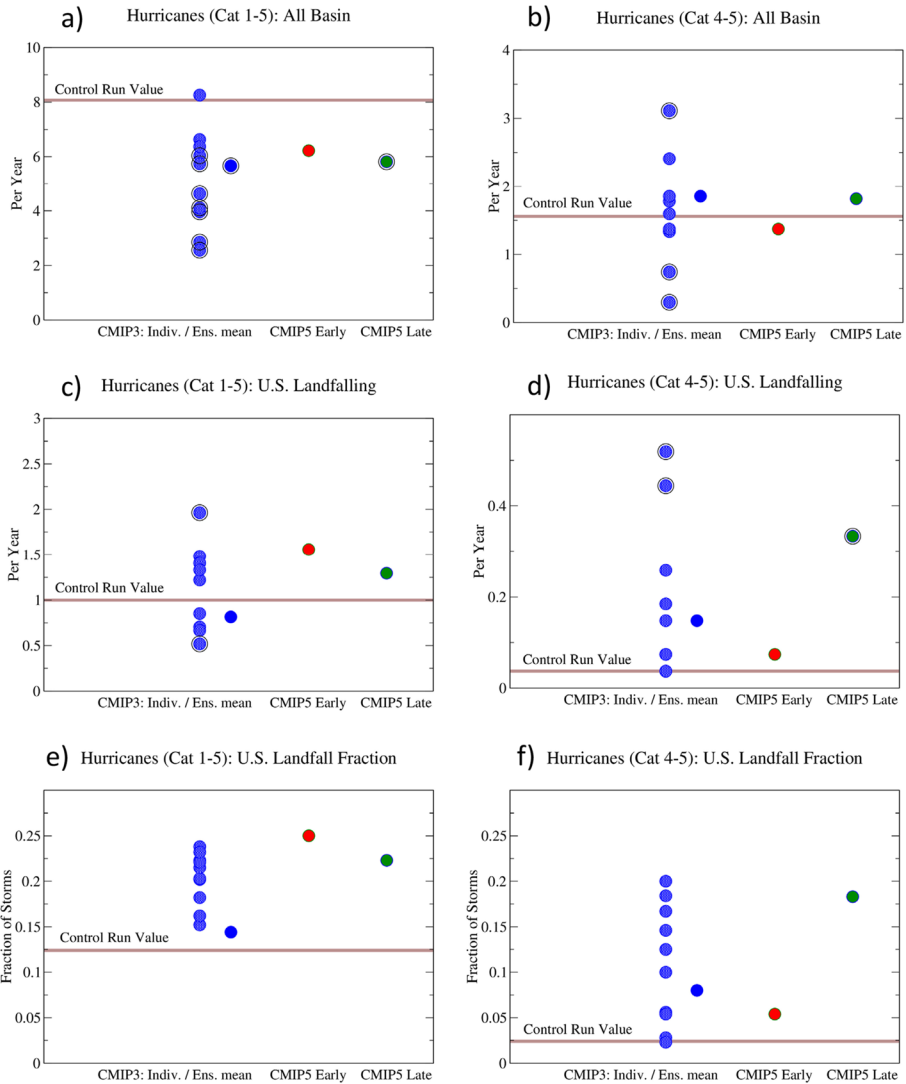 a) Hurricanes (Cat 1-5): All Basin
10
8
6
4
2
0
Per Year
Control Run Value
CMIP3: Indiv. / Ens. mean CMIP5 Early CMIP5 Late
b) Hurricanes (Cat 4-5): All Basin
4
3
2
1
0
Per Year
Control Run Value
CMIP3: Indiv. / Ens. mean CMIP5 Early CMIP5 Late
c) Hurricanes (Cat 1-5): U.S. Landfalling
3
2.5
2
1.5
1
0.5
0
Per Year
Control Run Value
CMIP3: Indiv. / Ens. mean CMIP5 Early CMIP5 Late
d) Hurricanes (Cat 4-5): U.S. Landfalling
0.4
0.2
0
Per Year
Control Run Value
CMIP3: Indiv. / Ens. mean CMIP5 Early CMIP5 Late
e) Hurricanes (Cat 1-5): U.S. Landfall Fraction
0.25
0.2
0.15
0.1
0.05
0
Fraction of Storms
Control Run Value
CMIP3: Indiv. / Ens. mean CMIP5 Early CMIP5 Late
f) Hurricanes (Cat 4-5): U.S. Landfall Fraction
0.25
0.2
0.15
0.1
0.05
0
Fraction of Storms
Control Run Value
CMIP3: Indiv. / Ens. mean CMIP5 Early CMIP5 Late